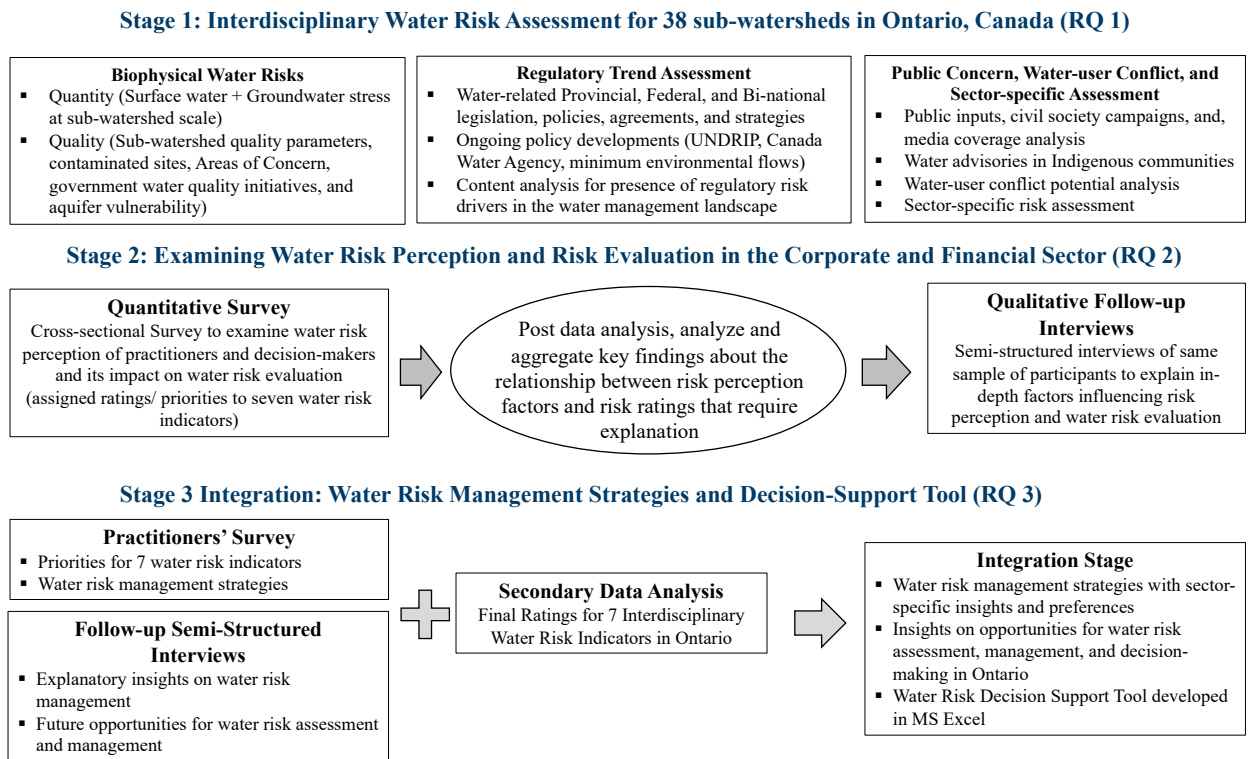 Stage 1: Interdisciplinary Water Risk Assessment for 38 sub-watersheds in Ontario, Canada (RQ 1)
Biophysical Water Risks
▪ Quantity (Surface water + Groundwater stress
at sub-watershed scale)
▪ Quality (Sub-watershed quality parameters,
contaminated sites, Areas of Concern,
government water quality initiatives, and
aquifer vulnerability)
Regulatory Trend Assessment
▪ Water-related Provincial, Federal, and Bi-national
legislation, policies, agreements, and strategies
▪ Ongoing policy developments (UNDRIP, Canada
Water Agency, minimum environmental flows)
▪ Content analysis for presence of regulatory risk
drivers in the water management landscape
Public Concern, Water-user Conflict, and
Sector-specific Assessment
▪ Public inputs, civil society campaigns, and,
media coverage analysis
▪ Water advisories in Indigenous communities
▪ Water-user conflict potential analysis
▪ Sector-specific risk assessment
Stage 2: Examining Water Risk Perception and Risk Evaluation in the Corporate and Financial Sector (RQ 2)
Quantitative Survey
Cross-sectional Survey to examine water risk
perception of practitioners and decision-makers
and its impact on water risk evaluation
(assigned ratings/ priorities to seven water risk
indicators)
Post data analysis, analyze and
aggregate key findings about the
relationship between risk perception
factors and risk ratings that require
explanation
Qualitative Follow-up
Interviews
Semi-structured interviews of same
sample of participants to explain in-
depth factors influencing risk
perception and water risk evaluation
Stage 3 Integration: Water Risk Management Strategies and Decision-Support Tool (RQ 3)
Practitioners' Survey
▪ Priorities for 7 water risk indicators
▪ Water risk management strategies
Follow-up Semi-Structured
Interviews
▪ Explanatory insights on water risk
management
▪ Future opportunities for water risk assessment
and management
Secondary Data Analysis
Final Ratings for 7 Interdisciplinary
Water Risk Indicators in Ontario
Integration Stage
▪ Water risk management strategies with sector-
specific insights and preferences
▪ Insights on opportunities for water risk
assessment, management, and decision-
making in Ontario
▪ Water Risk Decision Support Tool developed
in MS Excel